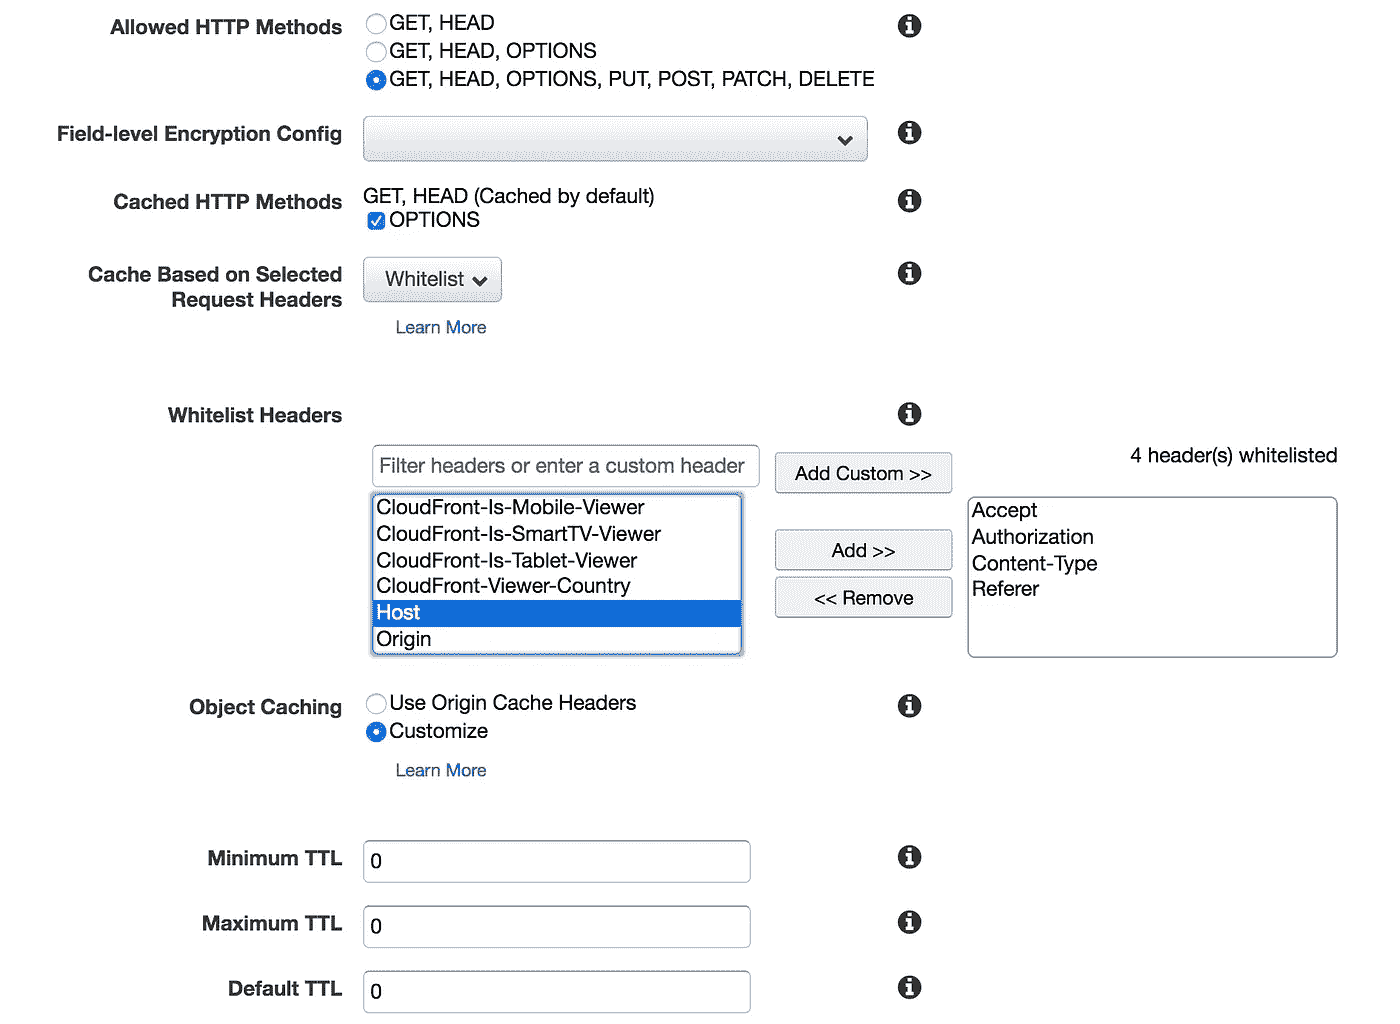 Allowed HTTP Methods
GET, HEAD
GET, HEAD, OPTIONS
GET, HEAD, OPTIONS, PUT, POST, PATCH, DELETE
Field-level Encryption Config
Cached HTTP Methods
GET, HEAD (Cached by default)
OPTIONS
Cache Based on Selected
Request Headers
Whitelist
Learn More
Whitelist Headers
Filter headers or enter a custom header
Add Custom >>
4 header(s) whitelisted
CloudFront-Is-Mobile-Viewer
CloudFront-Is-SmartTV-Viewer
CloudFront-Is-Tablet-Viewer
CloudFront-Viewer-Country
Host
Origin
Add >>
<< Remove
Accept
Authorization
Content-Type
Referer
Object Caching
Use Origin Cache Headers
Customize
Learn More
Minimum TTL
0
Maximum TTL
0
Default TTL
0